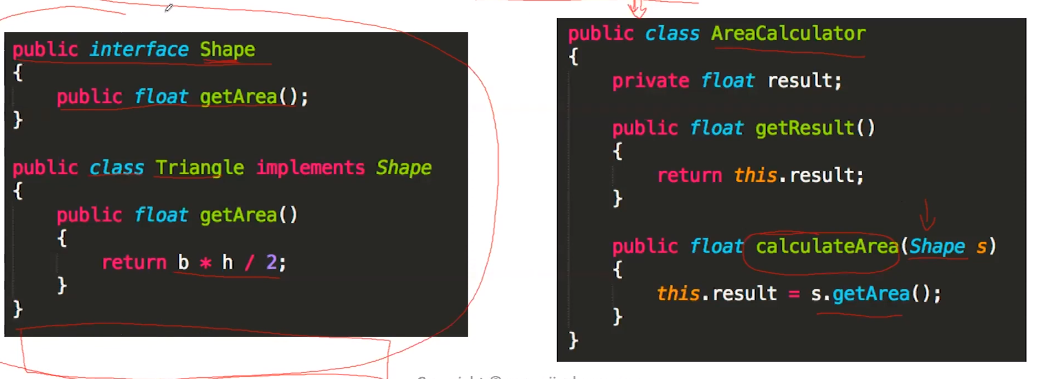 public interface Shape
{
    public float getArea();
}
public class Triangle implements Shape
{
    public float getArea()
    {
        return b * h / 2;
    }
}
public class AreaCalculator
{
    private float result;
    public float getResult()
    {
        return this.result;
    }
    public float calculateArea(Shape s)
    {
        this.result = s.getArea();
    }
}